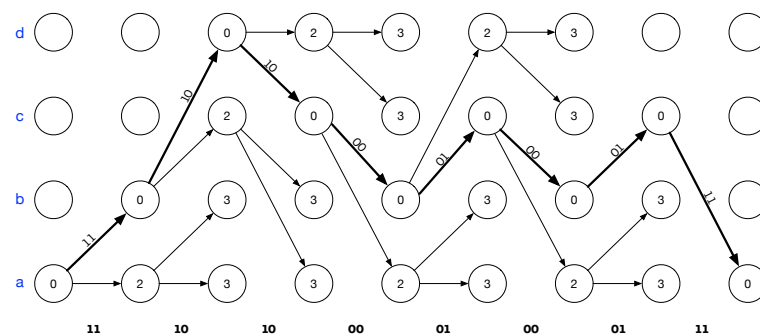 d 0 2 3 2 3
10 10
c 2 0 3 0 3 0
00 01 00 01
b 0 3 3 0 3 0 3
11 11
a 0 2 3 3 2 3 2 3 0
11 10 10 00 01 00 01 11